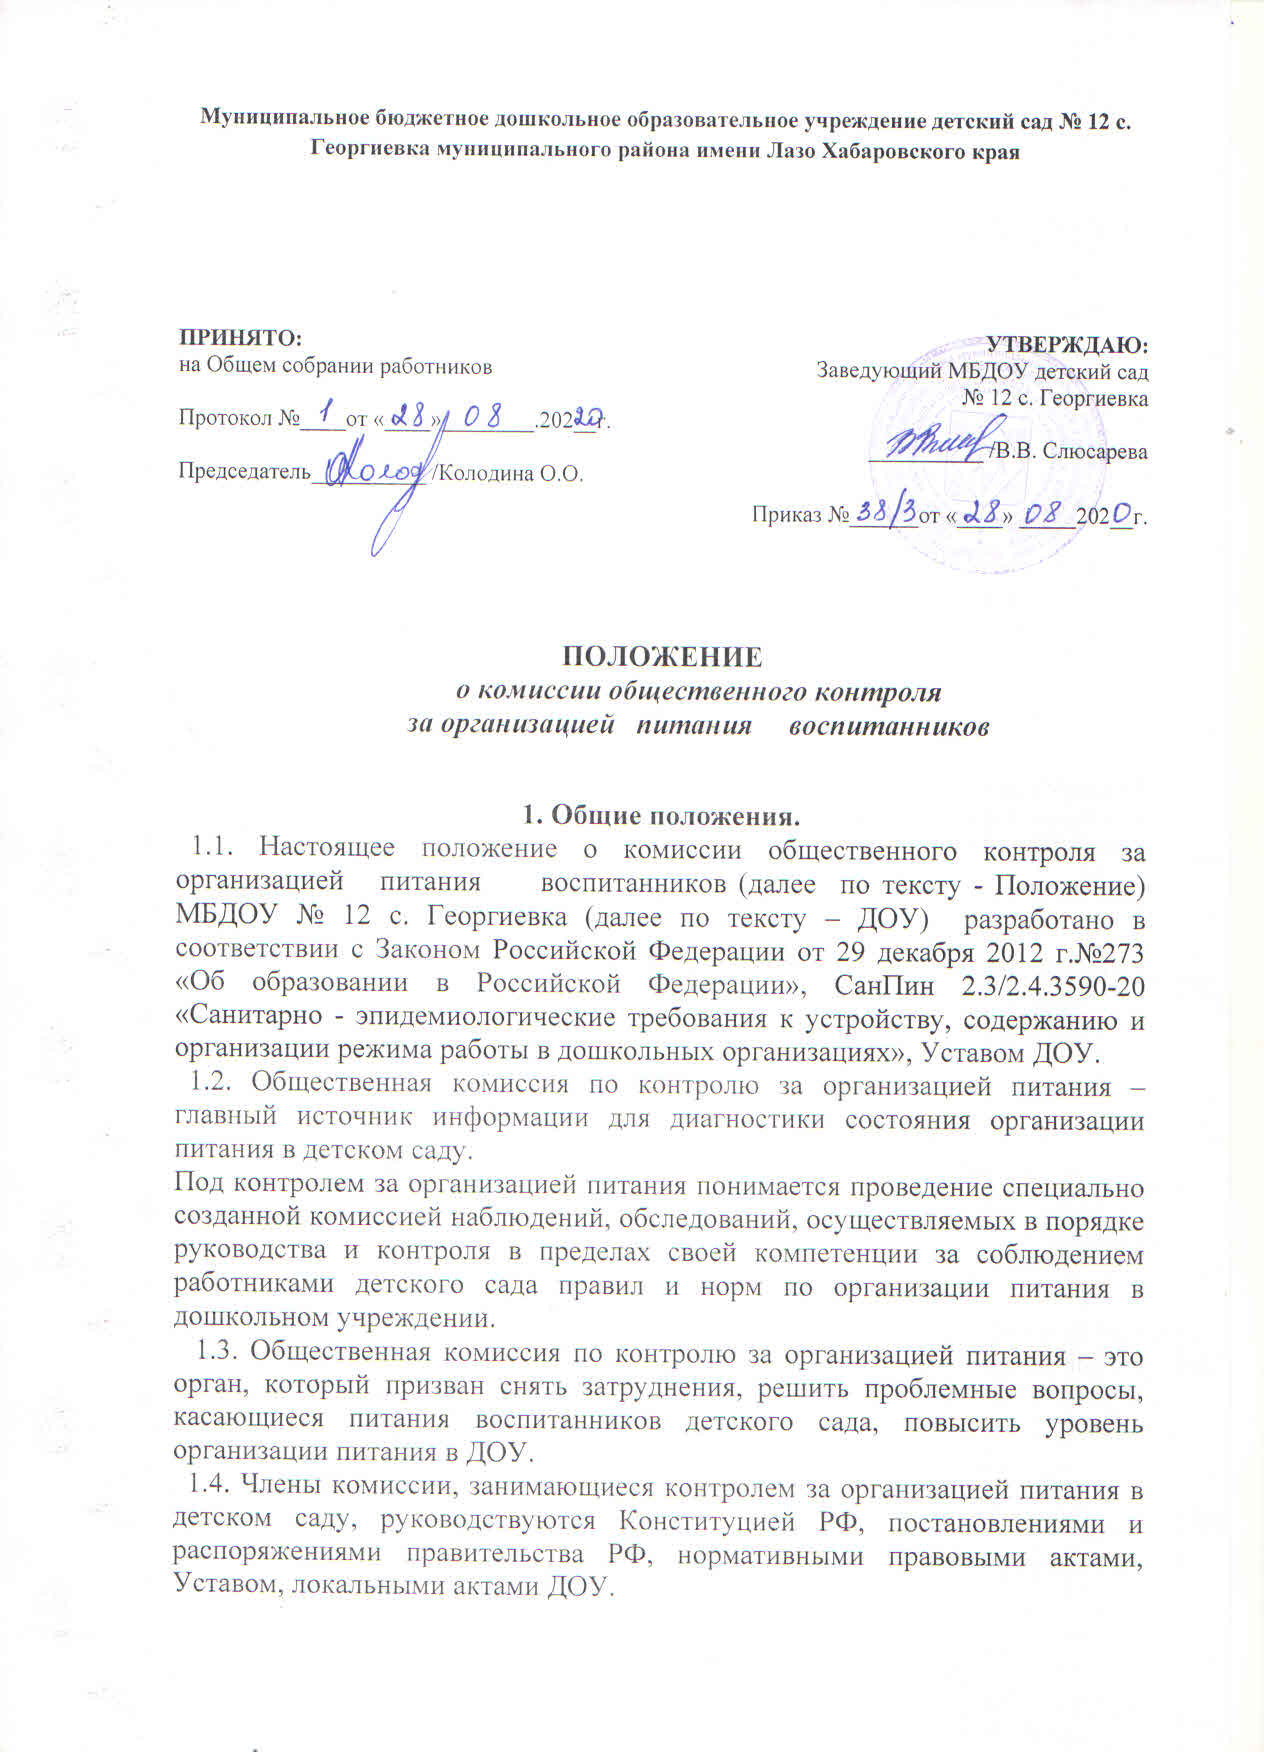 Муниципальное бюджетное дошкольное образовательное учреждение детский сад № 12 с.
Георгиевка муниципального района имени Лазо Хабаровского края
ПРИНЯТО:
на Общем собрании работников
Протокол № 1 от «28» 08 .2020г.
Председатель /Колодина О.О.
УТВЕРЖДАЮ:
Заведующий МБДОУ детский сад
№ 12 с. Георгиевка
/В.В. Слюсарева
Приказ № 38/3 от «28» 08 2020г.
ПОЛОЖЕНИЕ
о комиссии общественного контроля
за организацией питания воспитанников
1. Общие положения.
1.1. Настоящее положение о комиссии общественного контроля за
организацией питания воспитанников (далее по тексту - Положение)
МБДОУ № 12 с. Георгиевка (далее по тексту – ДОУ) разработано в
соответствии с Законом Российской Федерации от 29 декабря 2012 г.№273
«Об образовании в Российской Федерации», СанПин 2.3/2.4.3590-20
«Санитарно - эпидемиологические требования к устройству, содержанию и
организации режима работы в дошкольных организациях», Уставом ДОУ.
1.2. Общественная комиссия по контролю за организацией питания –
главный источник информации для диагностики состояния организации
питания в детском саду.
Под контролем за организацией питания понимается проведение специально
созданной комиссией наблюдений, обследований, осуществляемых в порядке
руководства и контроля в пределах своей компетенции за соблюдением
работниками детского сада правил и норм по организации питания в
дошкольном учреждении.
1.3. Общественная комиссия по контролю за организацией питания – это
орган, который призван снять затруднения, решить проблемные вопросы,
касающиеся питания воспитанников детского сада, повысить уровень
организации питания в ДОУ.
1.4. Члены комиссии, занимающиеся контролем за организацией питания в
детском саду, руководствуются Конституцией РФ, постановлениями и
распоряжениями правительства РФ, нормативными правовыми актами,
Уставом, локальными актами ДОУ.